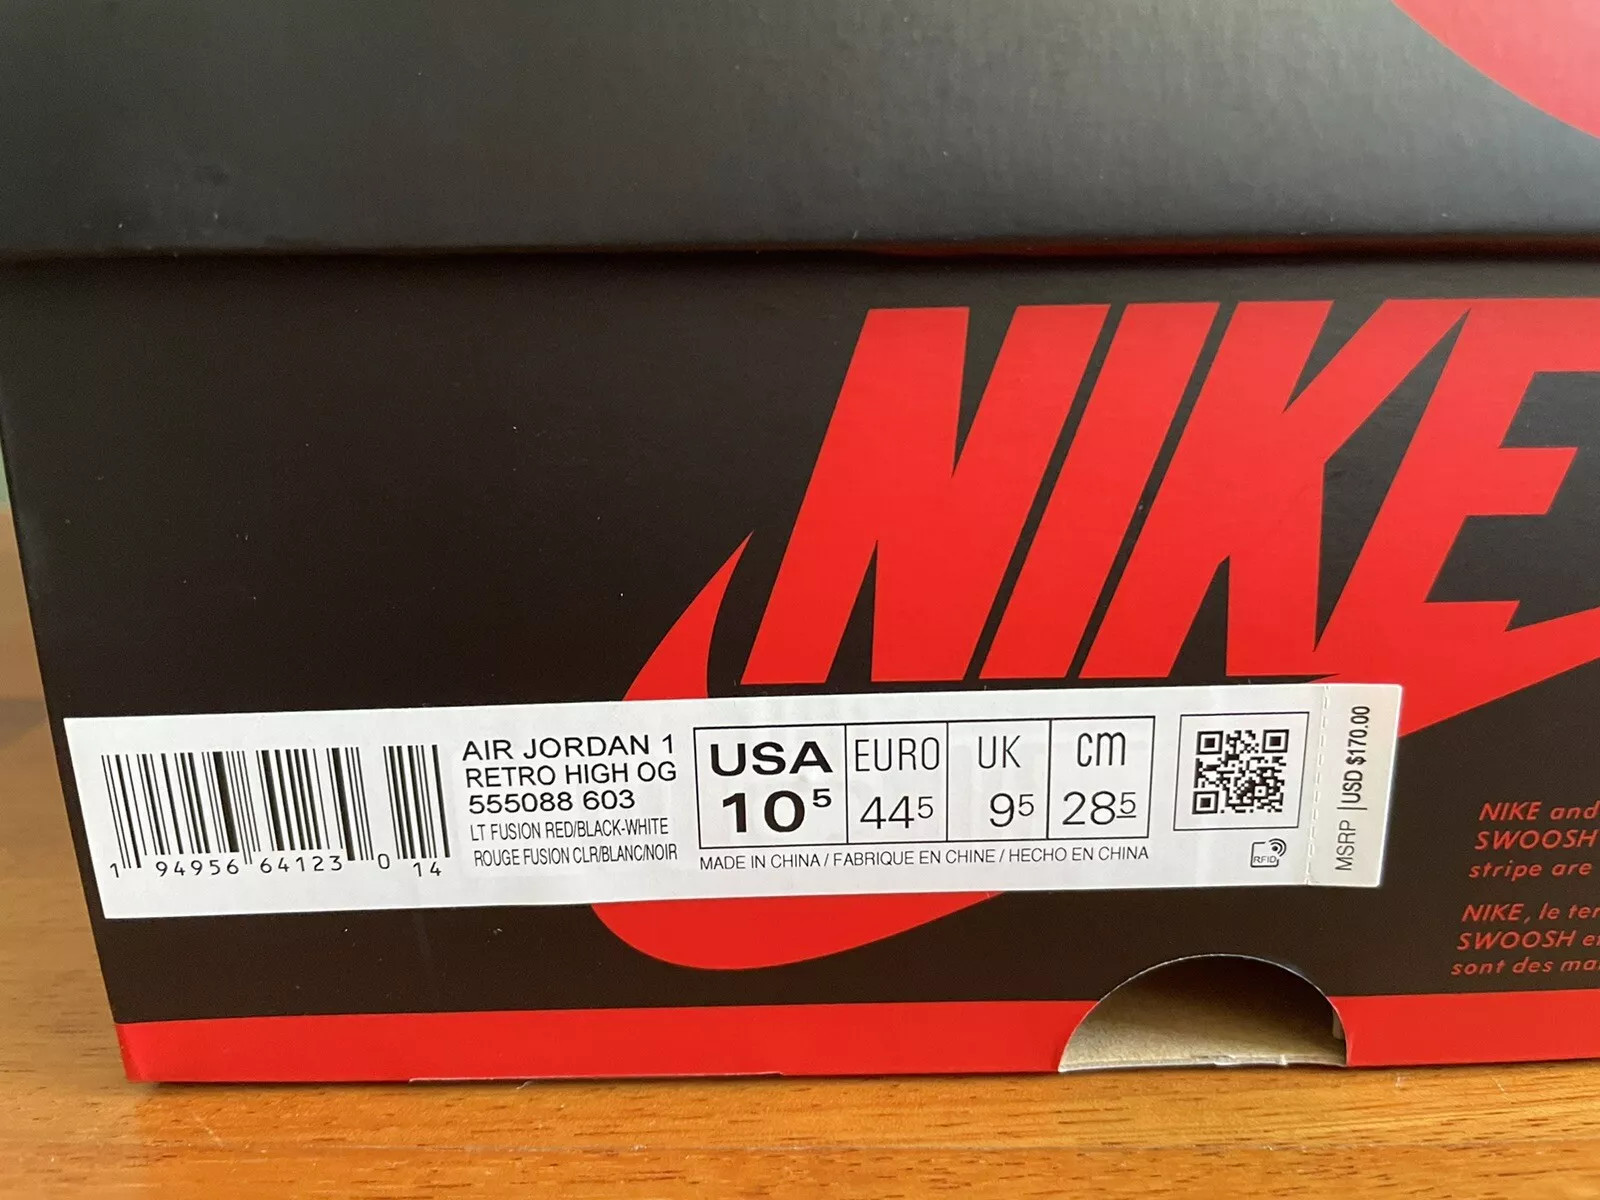 NIKE
AIR JORDAN 1
RETRO HIGH OG
555088 603
LT FUSION RED/BLACK-WHITE
ROUGE FUSION CLR/BLANC/NOIR
1 94956 64123 0 14
USA
10⁵
EURO
44⁵
UK
9⁵
cm
28⁵
MADE IN CHINA / FABRIQUE EN CHINE / HECHO EN CHINA
RFID
MSRP | USD $170.00
NIKE and
SWOOSH
stripe are
NIKE, le
SWOOSH
sont des